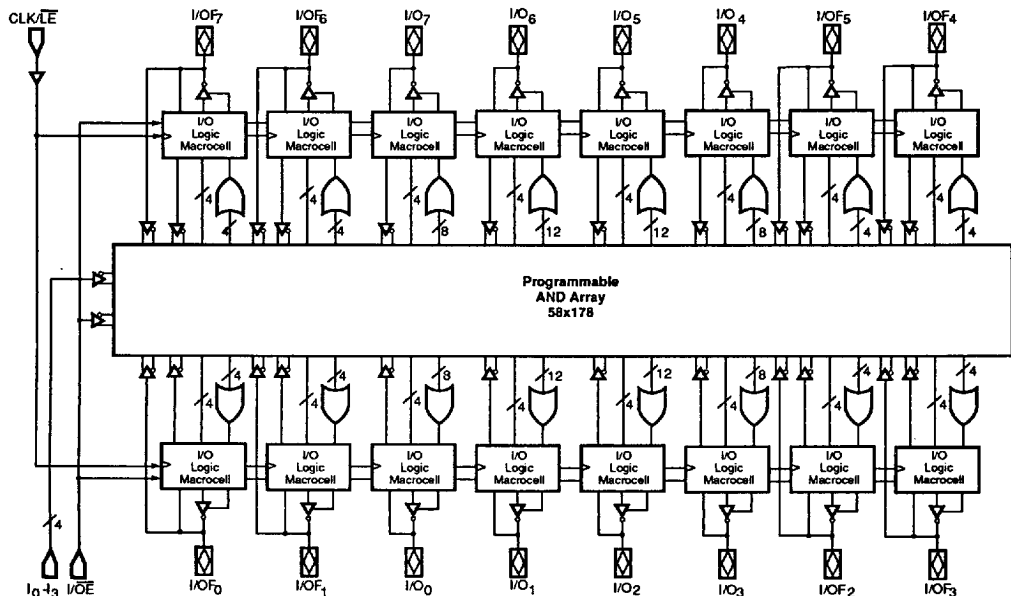 CLK/L̅E̅
I/OF7 I/OF6 I/O7 I/O6 I/O5 I/O4 I/OF5 I/OF4
I/O Logic Macrocell I/O Logic Macrocell I/O Logic Macrocell I/O Logic Macrocell I/O Logic Macrocell I/O Logic Macrocell I/O Logic Macrocell I/O Logic Macrocell
4 4 4 4 4 4 4 4
4 4 8 12 12 8 4 4
Programmable
AND Array
58x178
4 4 8 12 12 8 4 4
4 4 4 4 4 4 4 4
I/O Logic Macrocell I/O Logic Macrocell I/O Logic Macrocell I/O Logic Macrocell I/O Logic Macrocell I/O Logic Macrocell I/O Logic Macrocell I/O Logic Macrocell
4
I0-I3 I/O̅E̅ I/OF0 I/OF1 I/O0 I/O1 I/O2 I/O3 I/OF2 I/OF3